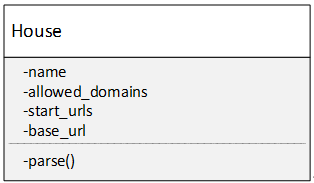 House
-name
-allowed_domains
-start_urls
-base_url
-parse()